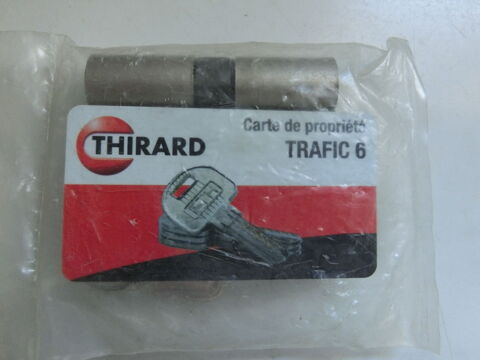 THIRARD
Carte de propriété
TRAFIC 6